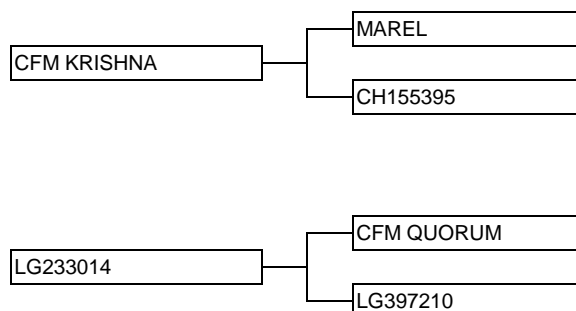 MAREL
CFM KRISHNA
CH155395
CFM QUORUM
LG233014
LG397210